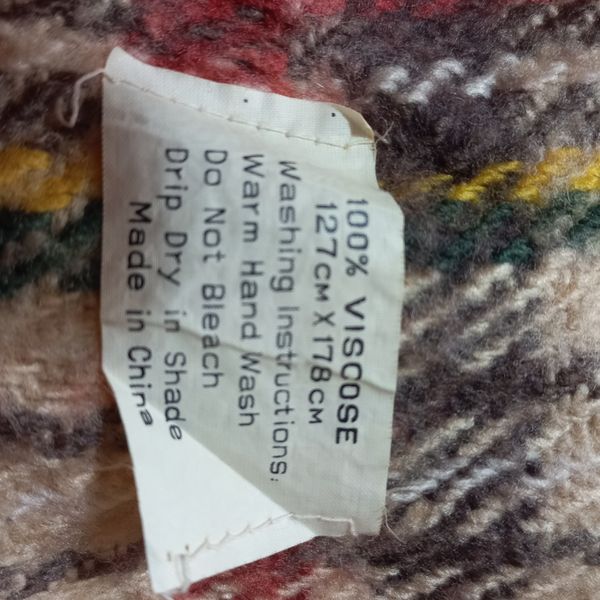 100% VISCOSE
127CM X 178CM
Washing Instructions:
Warm Hand Wash
Do Not Bleach
Drip Dry in Shade
Made in China